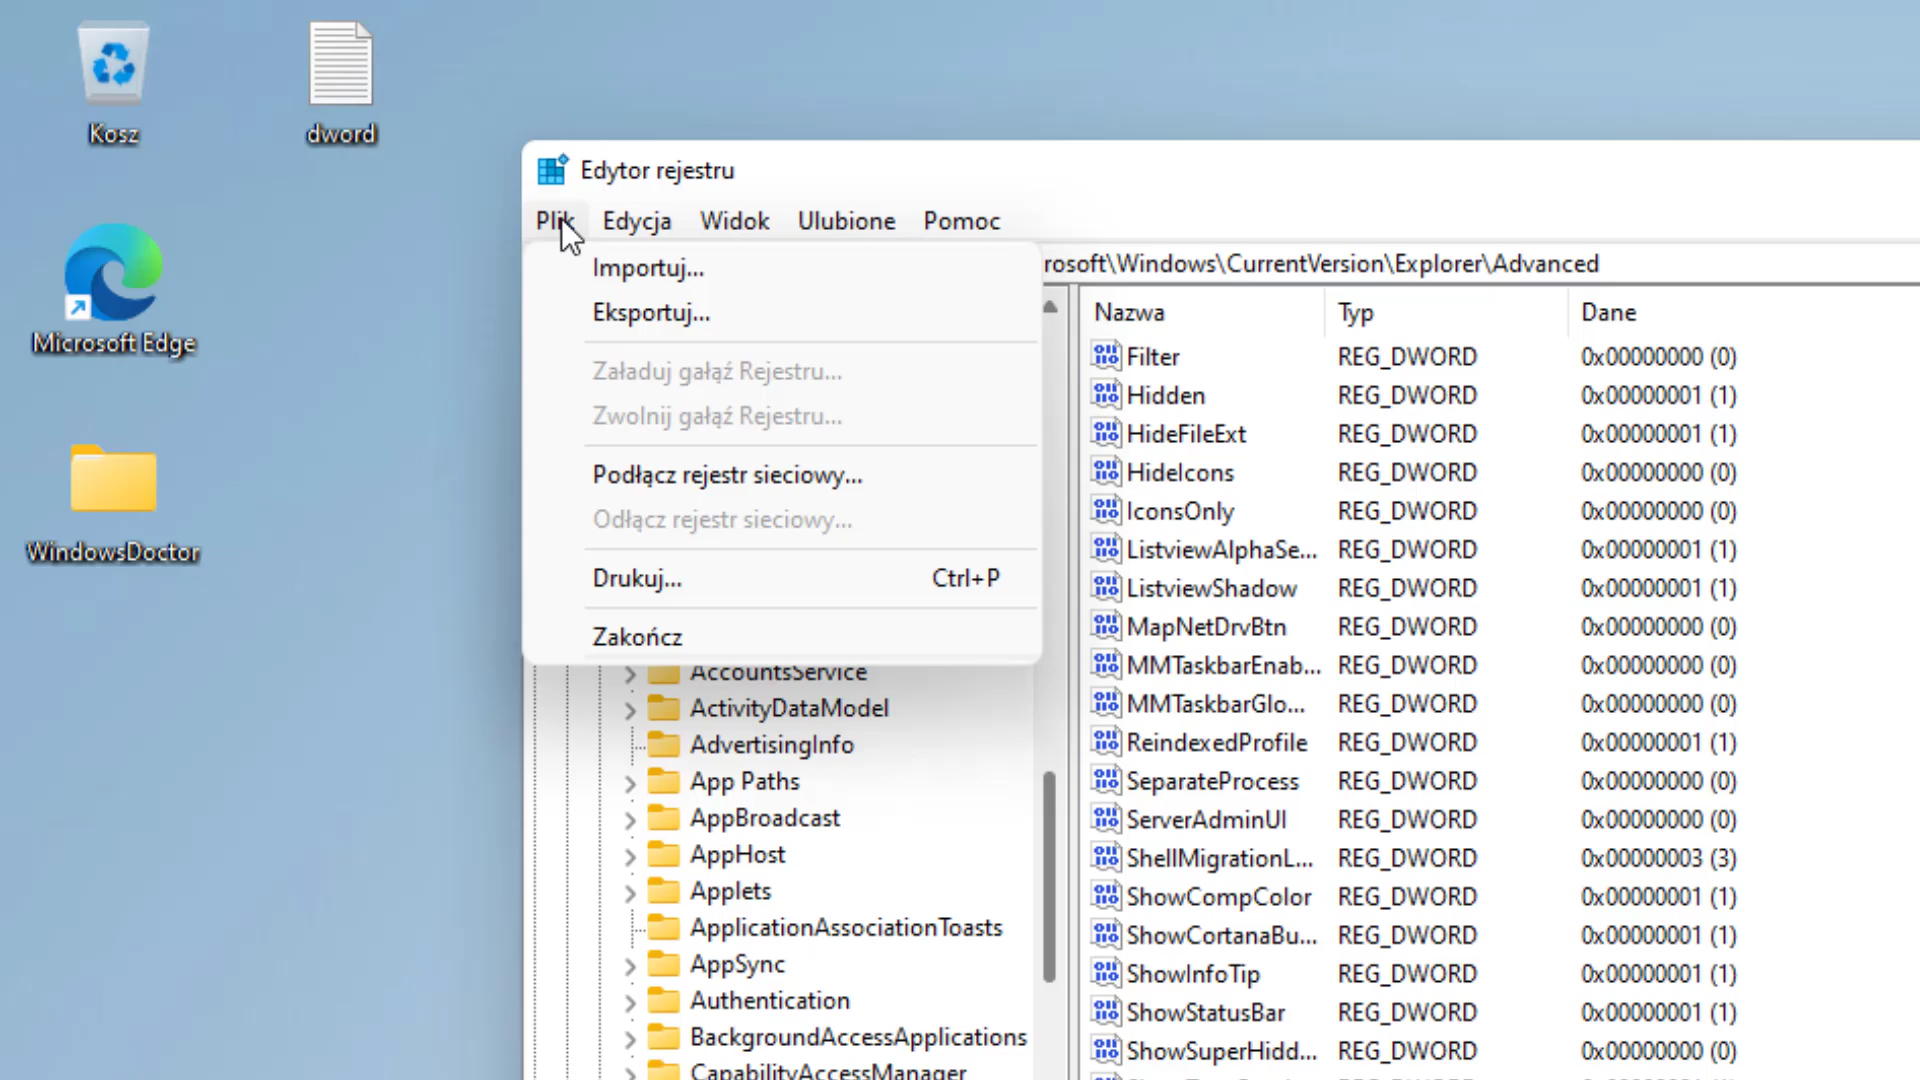 Kosz
dword
Microsoft Edge
WindowsDoctor
Edytor rejestru
Plik Edycja Widok Ulubione Pomoc
rosoft\Windows\CurrentVersion\Explorer\Advanced
Importuj...
Eksportuj...
Załaduj gałąź Rejestru...
Zwolnij gałąź Rejestru...
Podłącz rejestr sieciowy...
Odłącz rejestr sieciowy...
Drukuj... Ctrl+P
Zakończ
AccountsService
ActivityDataModel
AdvertisingInfo
App Paths
AppBroadcast
AppHost
Applets
ApplicationAssociationToasts
AppSync
Authentication
BackgroundAccessApplications
CapabilityAccessManager
Nazwa Typ Dane
Filter REG_DWORD 0x00000000 (0)
Hidden REG_DWORD 0x00000001 (1)
HideFileExt REG_DWORD 0x00000001 (1)
HideIcons REG_DWORD 0x00000000 (0)
IconsOnly REG_DWORD 0x00000000 (0)
ListviewAlphaSe... REG_DWORD 0x00000001 (1)
ListviewShadow REG_DWORD 0x00000001 (1)
MapNetDrvBtn REG_DWORD 0x00000000 (0)
MMTaskbarEnab... REG_DWORD 0x00000000 (0)
MMTaskbarGlo... REG_DWORD 0x00000000 (0)
ReindexedProfile REG_DWORD 0x00000001 (1)
SeparateProcess REG_DWORD 0x00000000 (0)
ServerAdminUI REG_DWORD 0x00000000 (0)
ShellMigrationL... REG_DWORD 0x00000003 (3)
ShowCompColor REG_DWORD 0x00000001 (1)
ShowCortanaBu... REG_DWORD 0x00000001 (1)
ShowInfoTip REG_DWORD 0x00000001 (1)
ShowStatusBar REG_DWORD 0x00000001 (1)
ShowSuperHidd... REG_DWORD 0x00000000 (0)